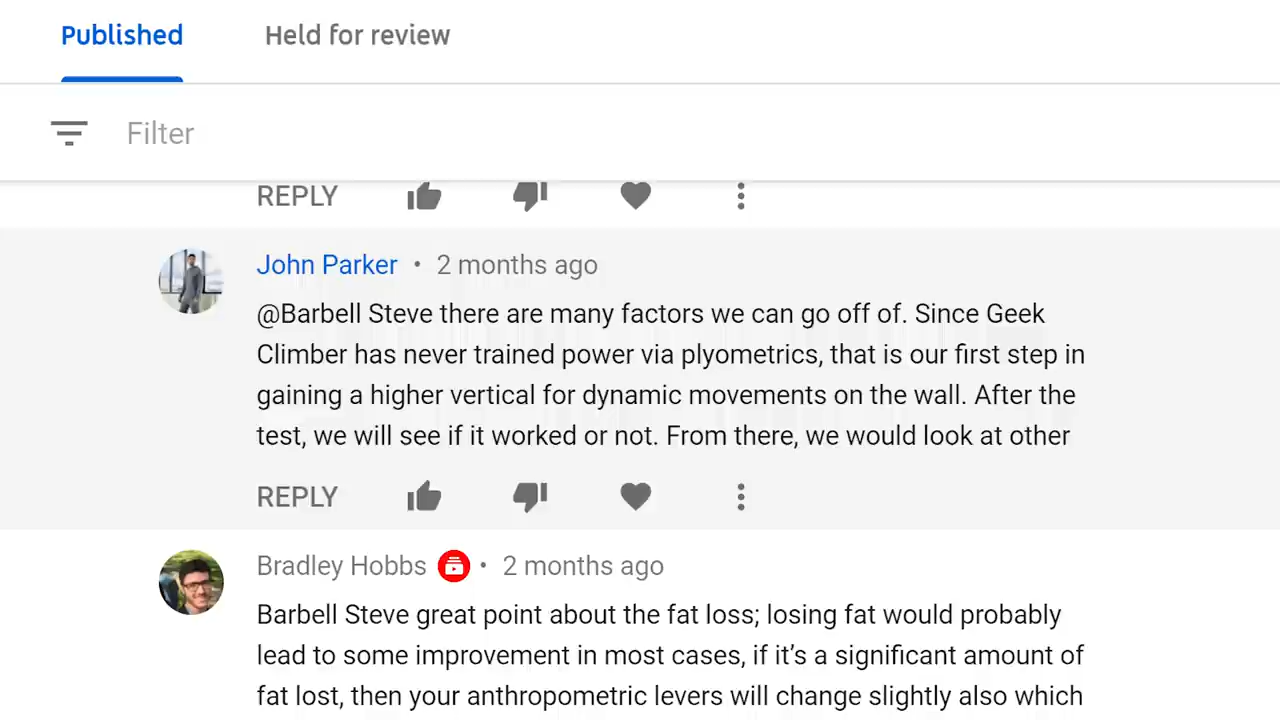 Published Held for review
Filter
REPLY
John Parker • 2 months ago
@Barbell Steve there are many factors we can go off of. Since Geek
Climber has never trained power via plyometrics, that is our first step in
gaining a higher vertical for dynamic movements on the wall. After the
test, we will see if it worked or not. From there, we would look at other
REPLY
Bradley Hobbs • 2 months ago
Barbell Steve great point about the fat loss; losing fat would probably
lead to some improvement in most cases, if it’s a significant amount of
fat lost, then your anthropometric levers will change slightly also which